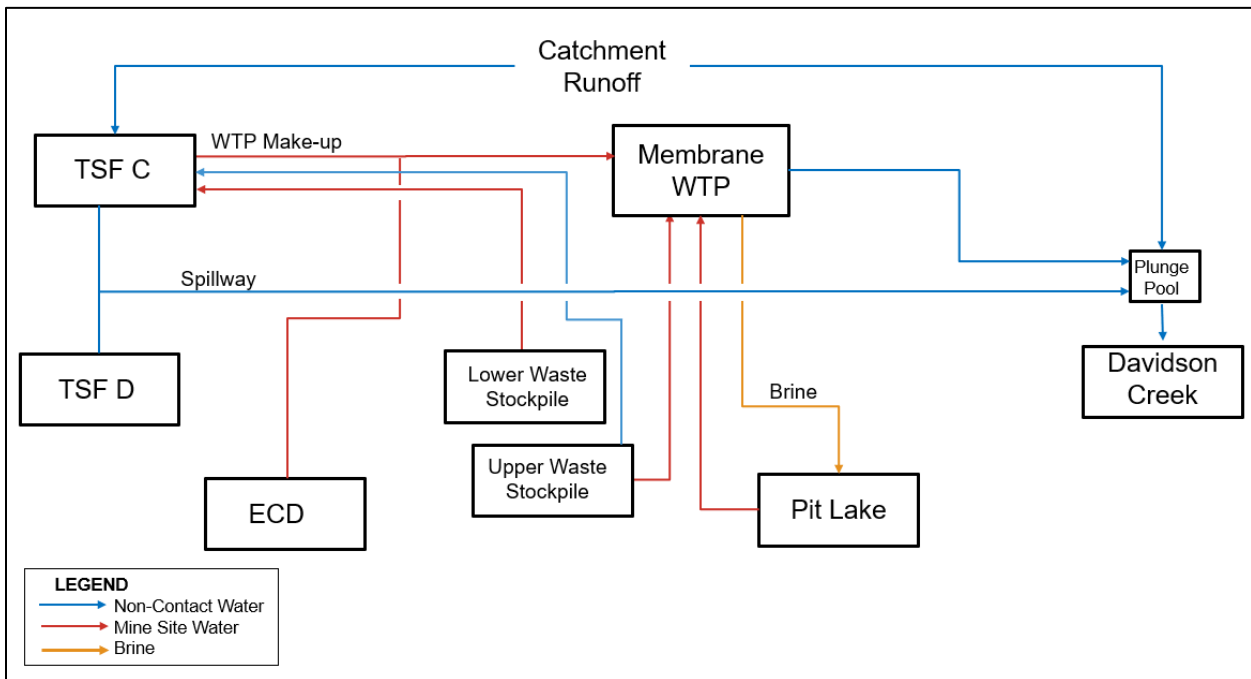 Catchment
Runoff
WTP Make-up
TSF C
Membrane
WTP
Plunge
Pool
Spillway
TSF D
Lower Waste
Stockpile
Davidson
Creek
Brine
Upper Waste
Stockpile
ECD
Pit Lake
LEGEND
Non-Contact Water
Mine Site Water
Brine